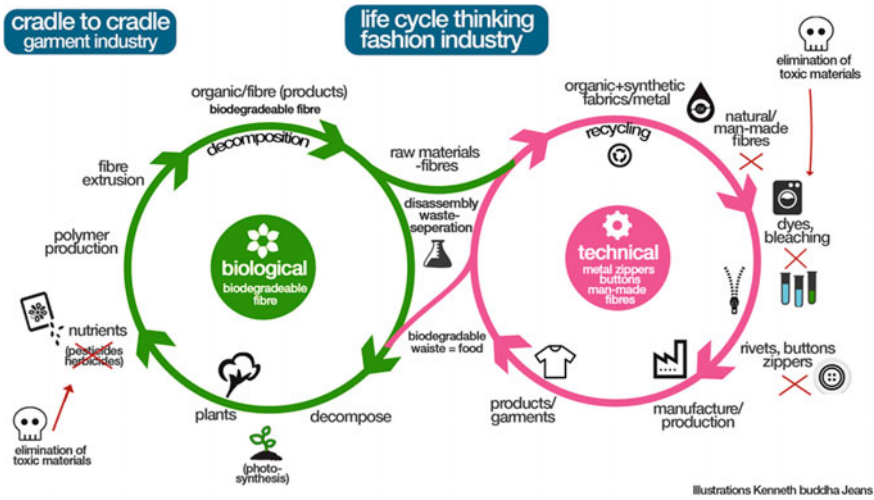 cradle to cradle
garment industry
life cycle thinking
fashion industry
elimination of
toxic materials
organic/fibre (products)
biodegradeable fibre
decomposition
organic+synthetic
fabrics/metal
recycling
natural/
man-made
fibres
raw materials
-fibres
fibre
extrusion
disassembly
waste-
seperation
polymer
production
biological
biodegradeable
fibre
technical
metal zippers
buttons
man-made
fibres
dyes,
bleaching
nutrients
(pesticides
herbicides)
biodegradable
waste = food
rivets, buttons
zippers
plants
decompose
products/
garments
manufacture/
production
elimination of
toxic materials
(photo-
synthesis)
Illustrations Kenneth buddha Jeans